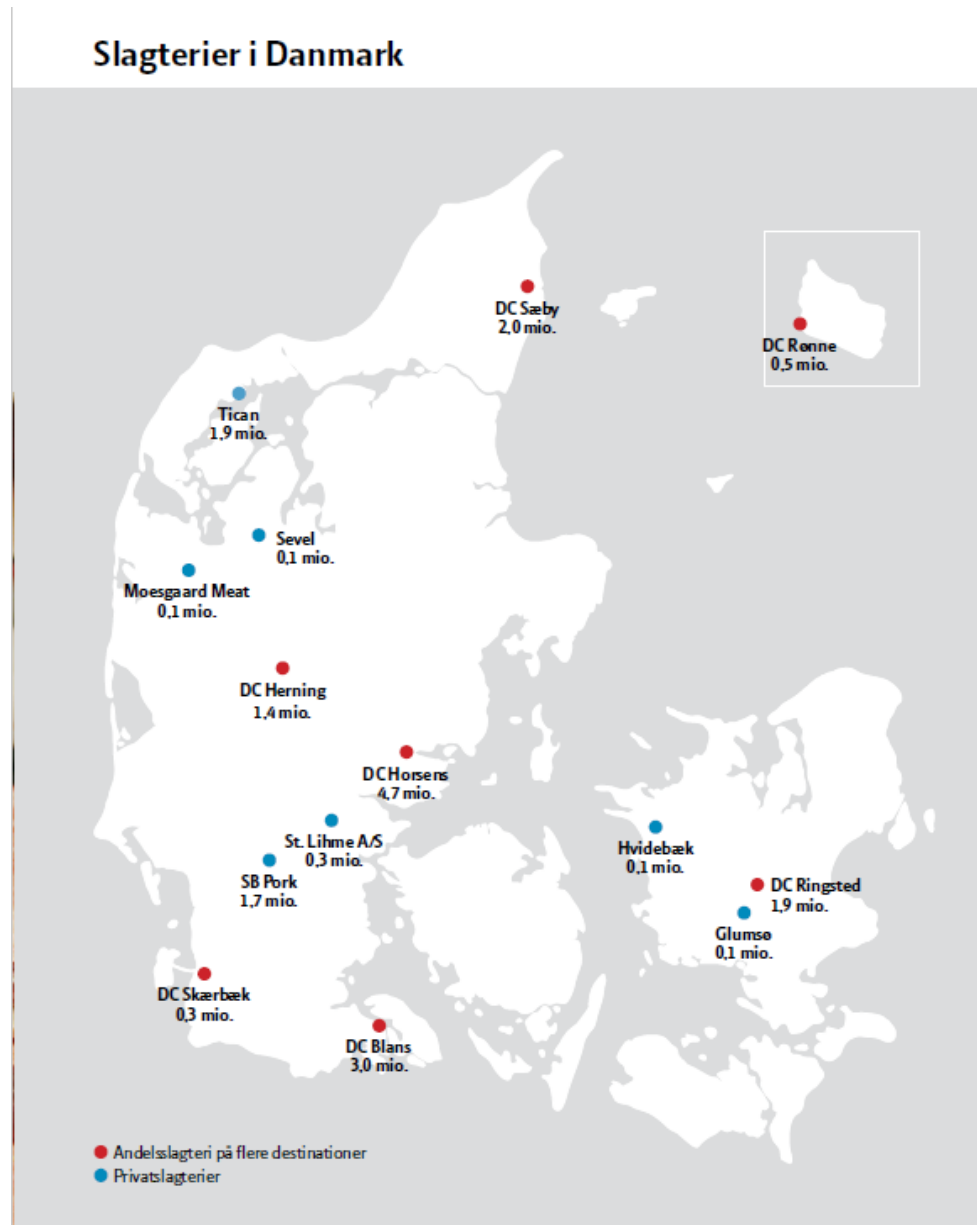 Slagterier i Danmark
DC Sæby
2,0 mio.
DC Rønne
0,5 mio.
Tican
1,9 mio.
Sevel
0,1 mio.
Moesgaard Meat
0,1 mio.
DC Herning
1,4 mio.
DC Horsens
4,7 mio.
St. Lihme A/S
0,3 mio.
SB Pork
1,7 mio.
Hvidebæk
0,1 mio.
DC Ringsted
1,9 mio.
Glumsø
0,1 mio.
DC Skærbæk
0,3 mio.
DC Blans
3,0 mio.
Andelsslagteri på flere destinationer
Privatslagterier